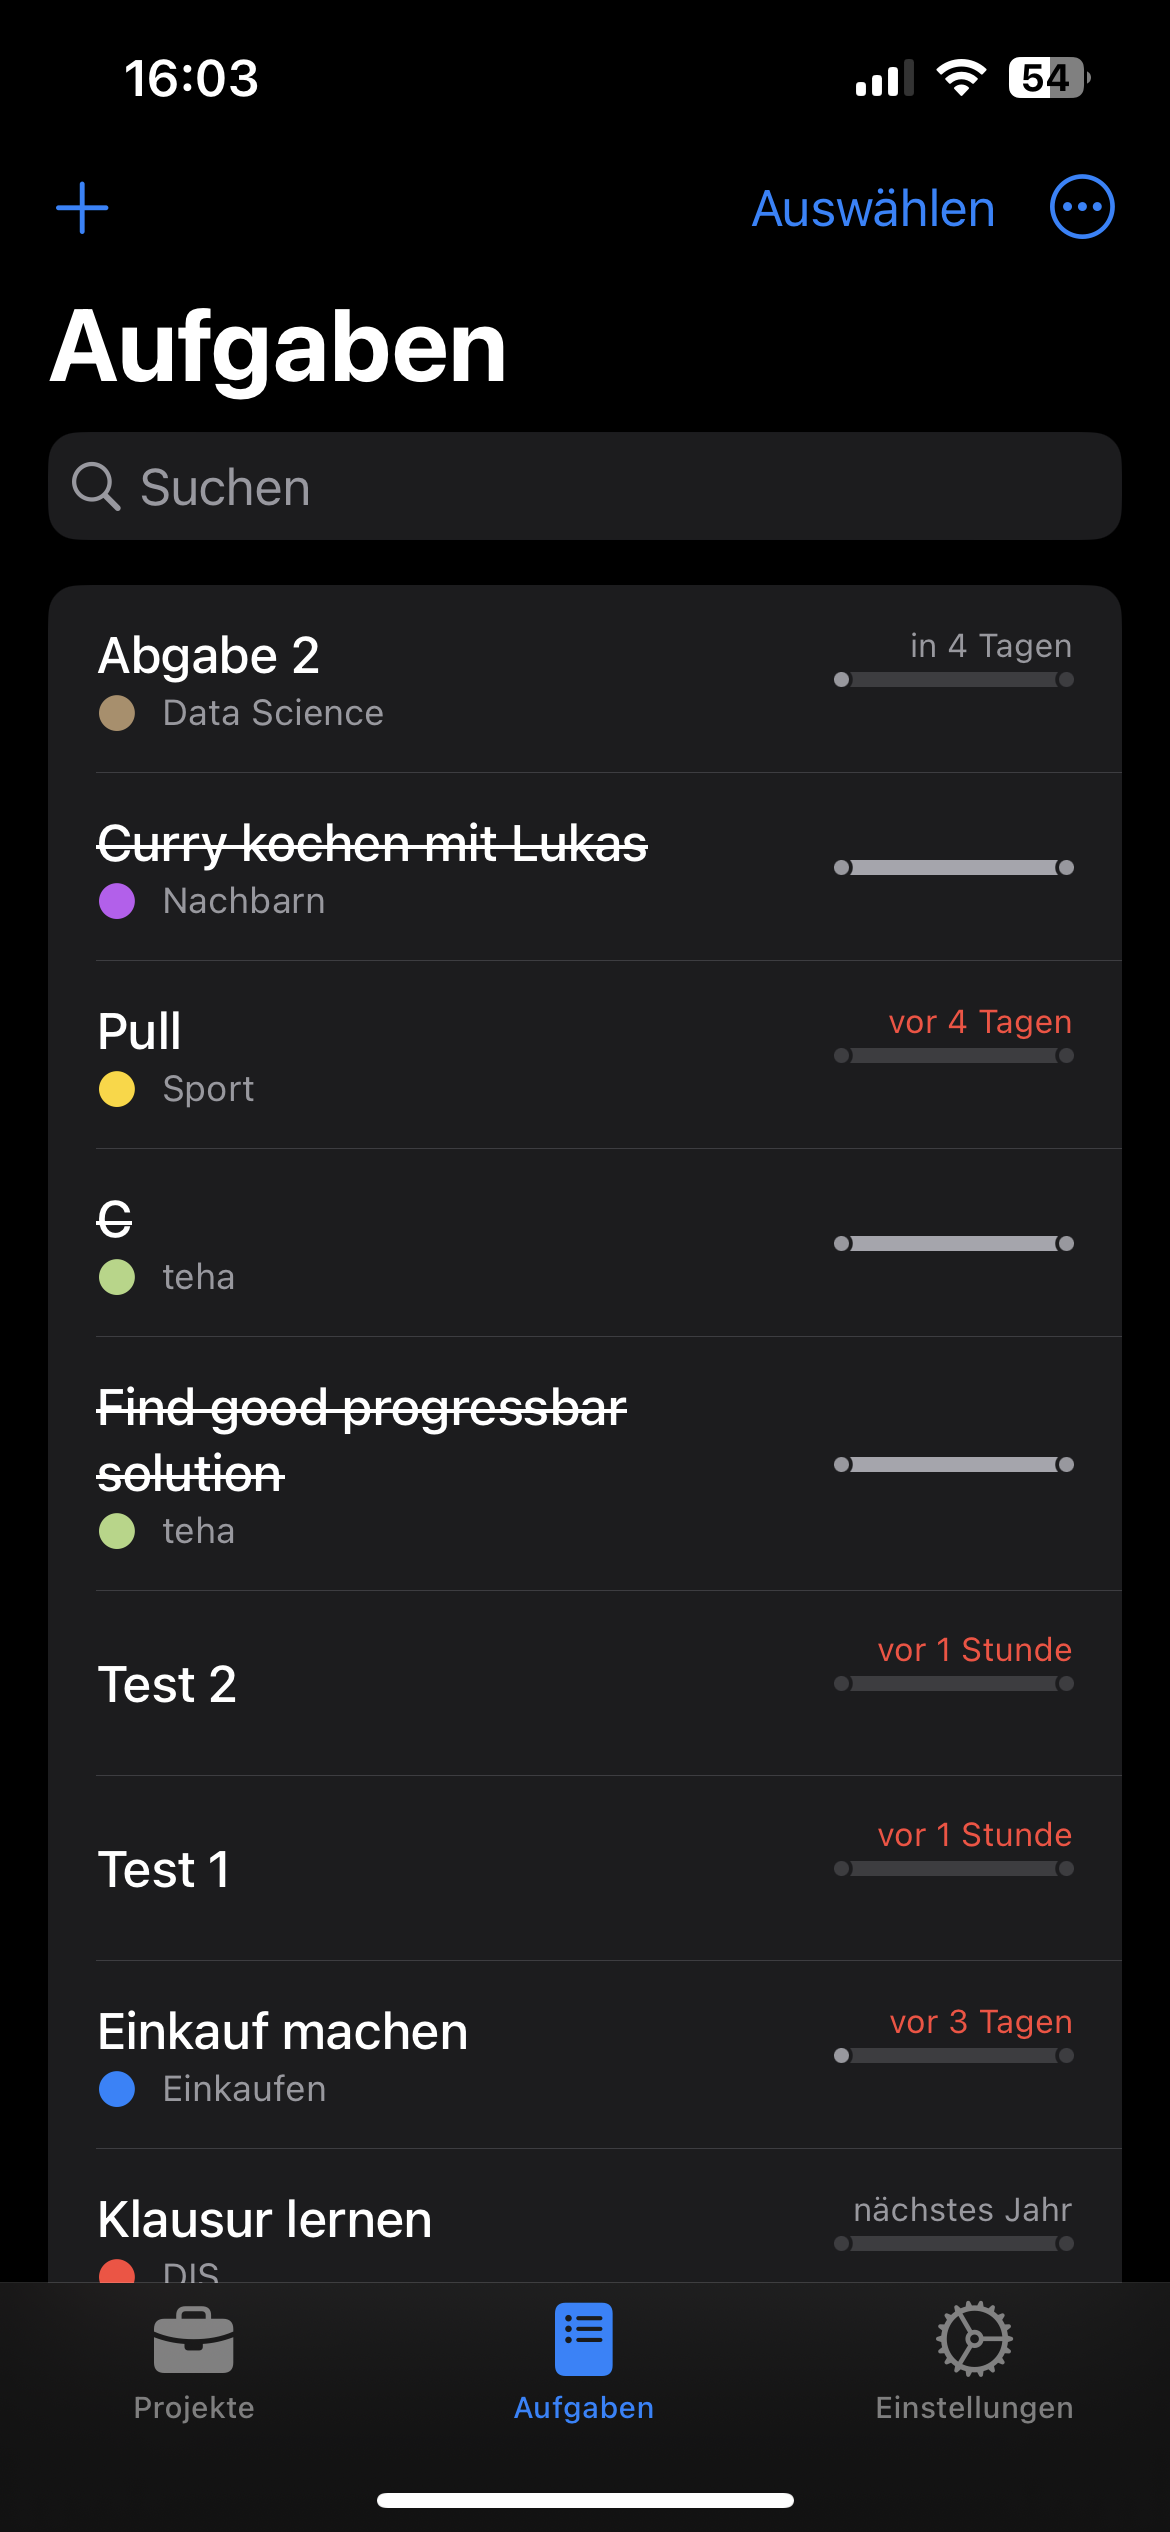 16:03
54
Auswählen
Aufgaben
Suchen
Abgabe 2
in 4 Tagen
Data Science
Curry kochen mit Lukas
Nachbarn
Pull
vor 4 Tagen
Sport
C
teha
Find good progressbar
solution
teha
Test 2
vor 1 Stunde
Test 1
vor 1 Stunde
Einkauf machen
vor 3 Tagen
Einkaufen
Klausur lernen
nächstes Jahr
DIS
Projekte
Aufgaben
Einstellungen